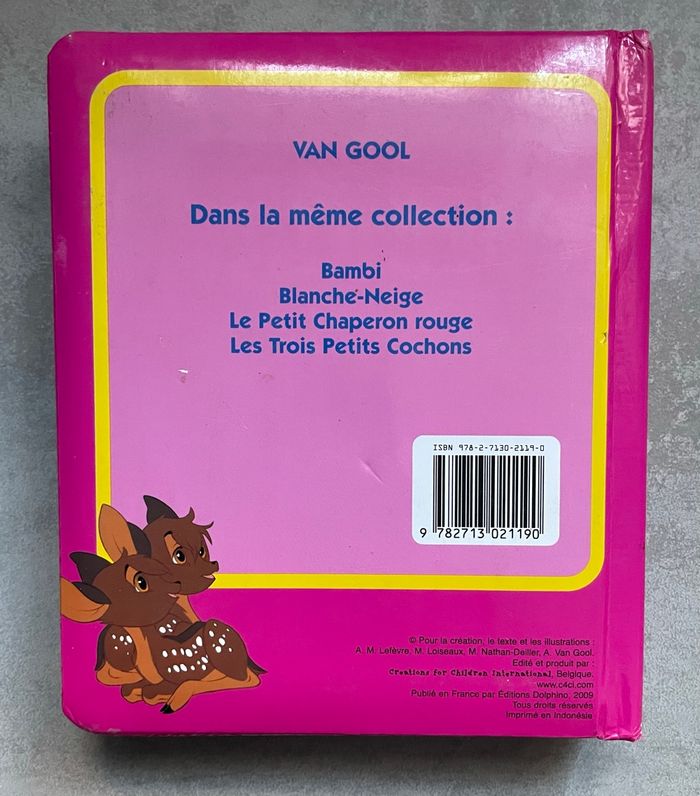 VAN GOOL
Dans la même collection :
Bambi
Blanche-Neige
Le Petit Chaperon rouge
Les Trois Petits Cochons
ISBN 978-2-7130-2119-0
9 782713 021190
© Pour la création, le texte et les illustrations :
A. M. Lefèvre, M. Loiseaux, M. Nathan-Deiller, A. Van Gool.
Edité et produit par :
Creations for Children International, Belgique.
www.c4ci.com
Publié en France par Éditions Dolphino, 2009
Tous droits réservés
Imprimé en Indonésie